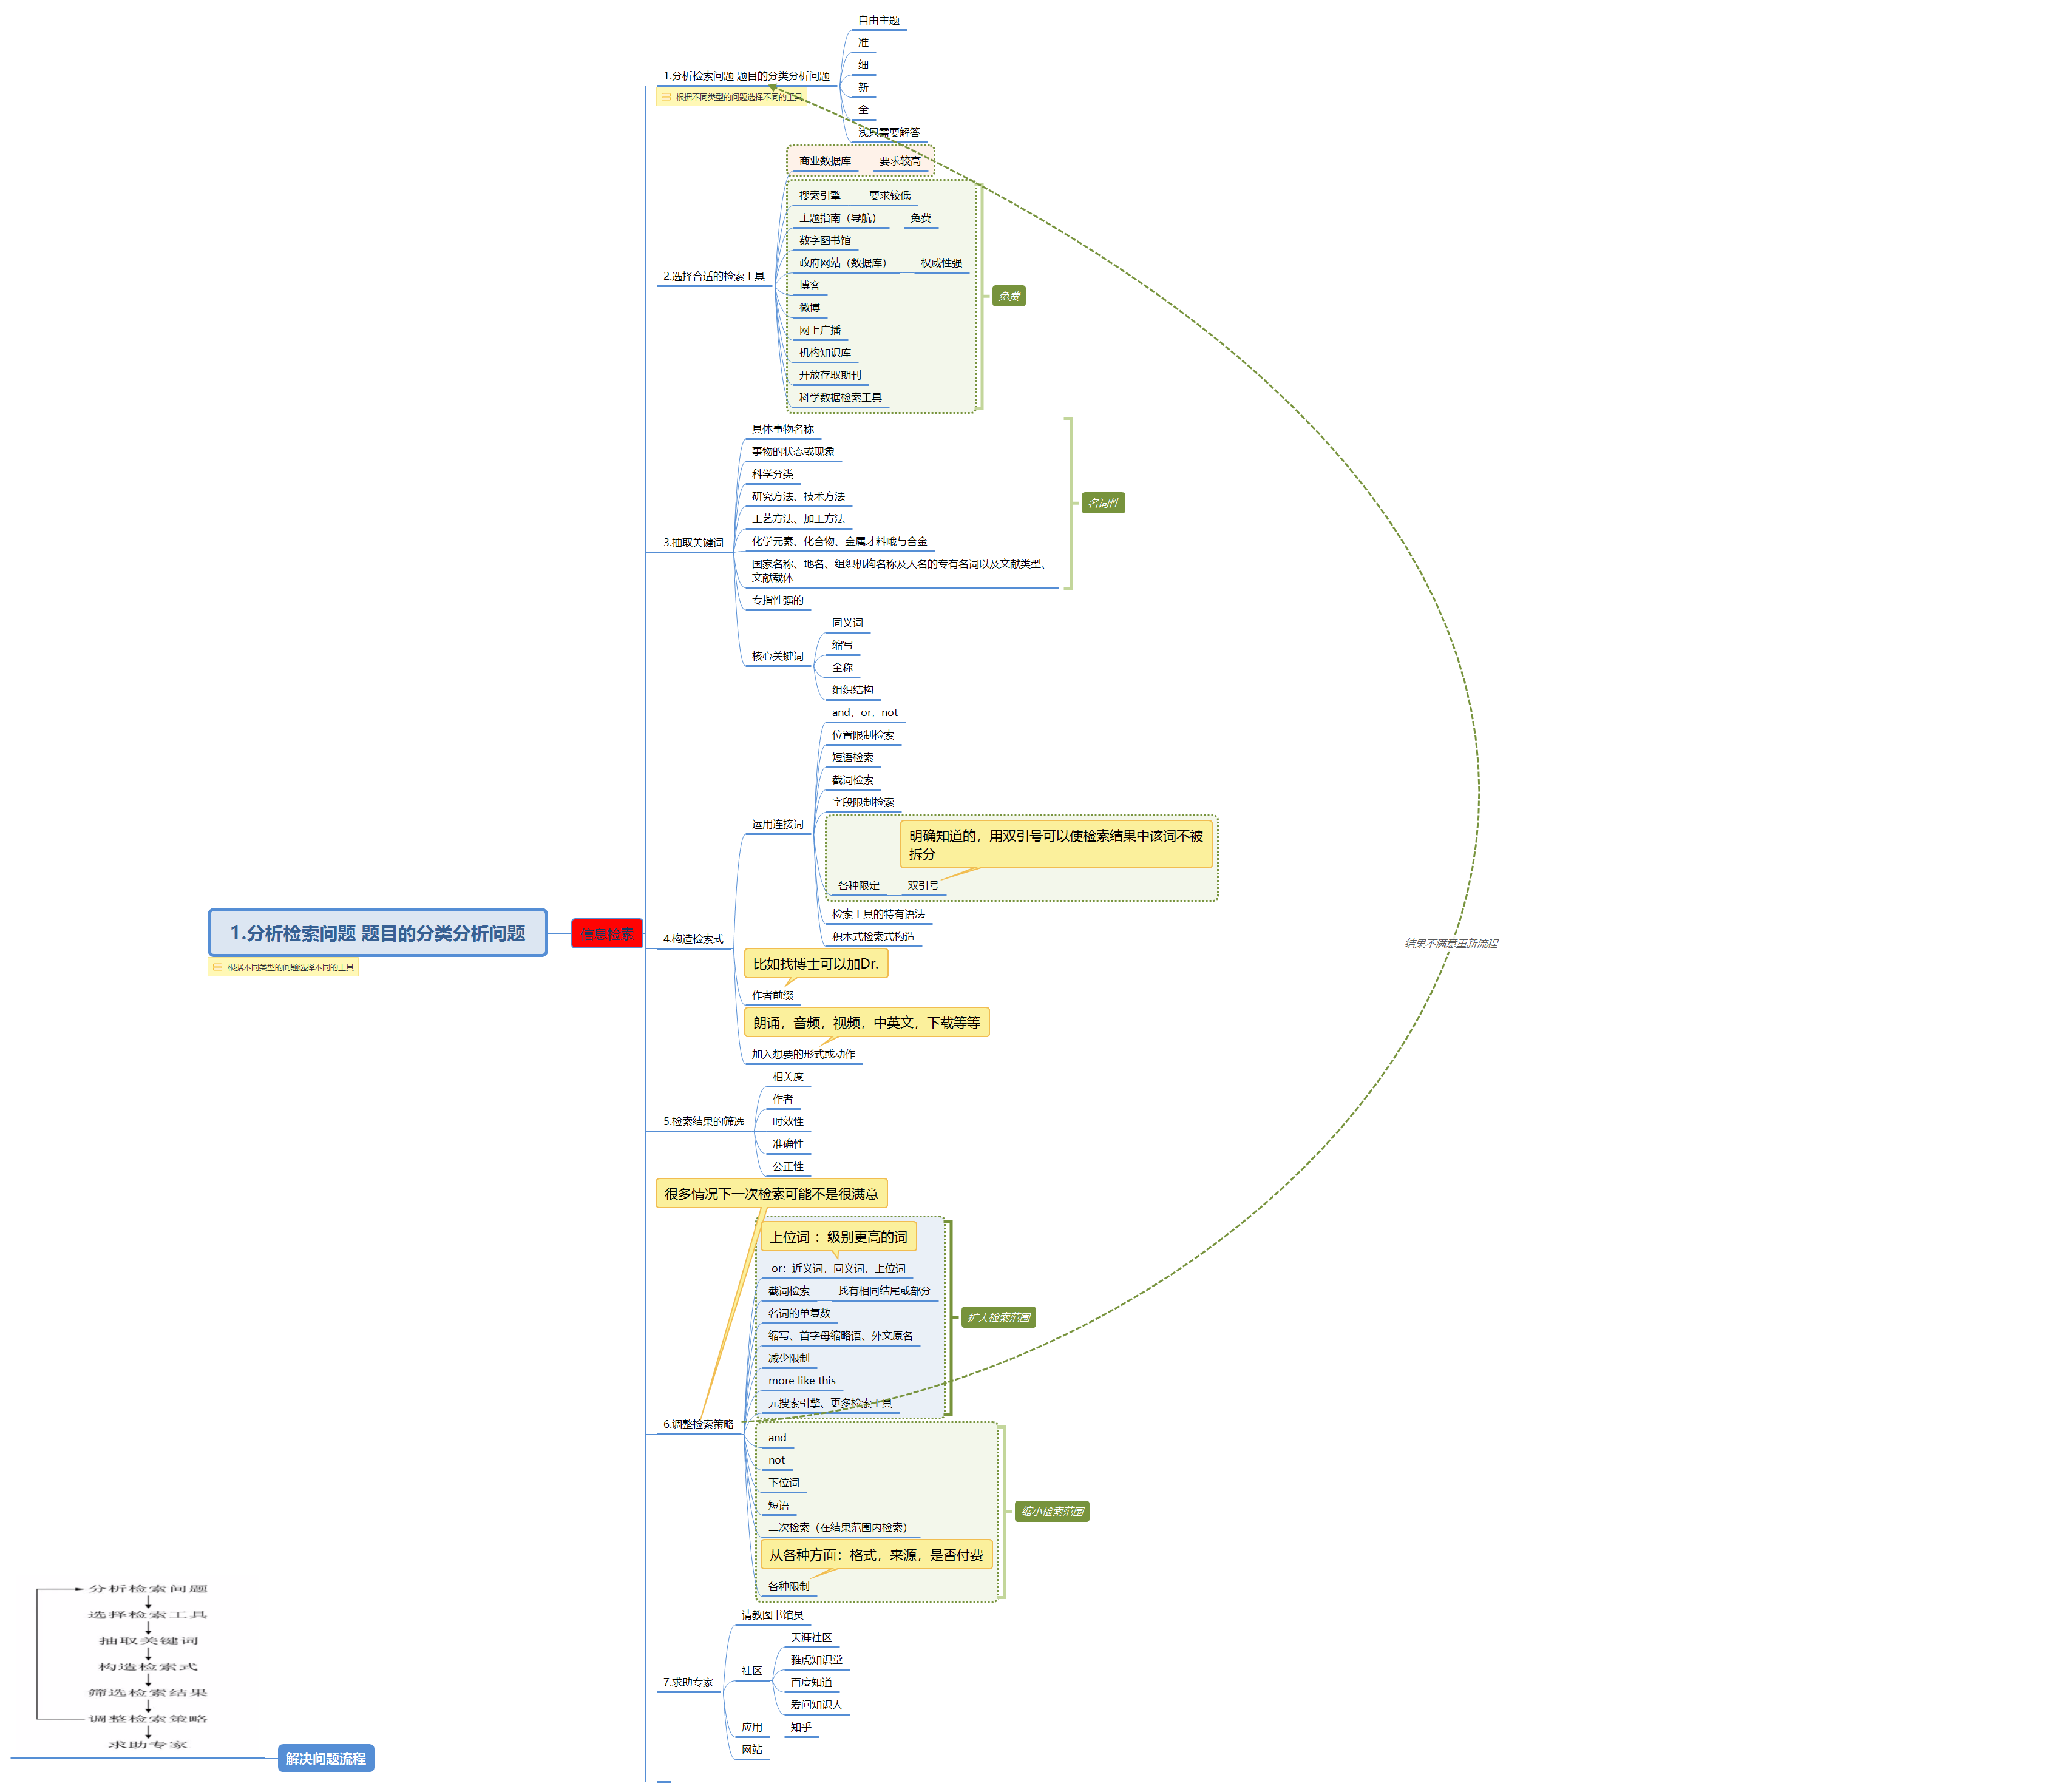 自由主题
准
细
新
全
浅只需要解答
1.分析检索问题 题目的分类分析问题
根据不同类型的问题选择不同的工具
商业数据库
要求较高
搜索引擎
要求较低
主题指南（导航）
免费
数字图书馆
政府网站（数据库）
权威性强
博客
微博
网上广播
机构知识库
开放存取期刊
科学数据检索工具
免费
2.选择合适的检索工具
具体事物名称
事物的状态或现象
科学分类
研究方法、技术方法
工艺方法、加工方法
化学元素、化合物、金属才料哦与合金
国家名称、地名、组织机构名称及人名的专有名词以及文献类型、
文献载体
名词性
专指性强的
3.抽取关键词
核心关键词
同义词
缩写
全称
组织结构
and，or，not
位置限制检索
短语检索
截词检索
字段限制检索
运用连接词
明确知道的，用双引号可以使检索结果中该词不被
拆分
各种限定
双引号
检索工具的特有语法
积木式检索式构造
1.分析检索问题 题目的分类分析问题
根据不同类型的问题选择不同的工具
信息检索
4.构造检索式
结果不满意重新流程
比如找博士可以加Dr.
作者前缀
朗诵，音频，视频，中英文，下载等等
加入想要的形式或动作
相关度
作者
时效性
准确性
公正性
5.检索结果的筛选
很多情况下一次检索可能不是很满意
上位词 ：级别更高的词
or：近义词，同义词，上位词
截词检索
找有相同结尾或部分
名词的单复数
缩写、首字母缩略语、外文原名
减少限制
more like this
元搜索引擎、更多检索工具
扩大检索范围
6.调整检索策略
and
not
下位词
短语
二次检索（在结果范围内检索）
从各种方面：格式，来源，是否付费
各种限制
缩小检索范围
请教图书馆员
社区
天涯社区
雅虎知识堂
百度知道
爱问知识人
7.求助专家
应用
知乎
网站
分析检索问题
选择检索工具
抽取关键词
构造检索式
筛选检索结果
调整检索策略
求助专家
解决问题流程